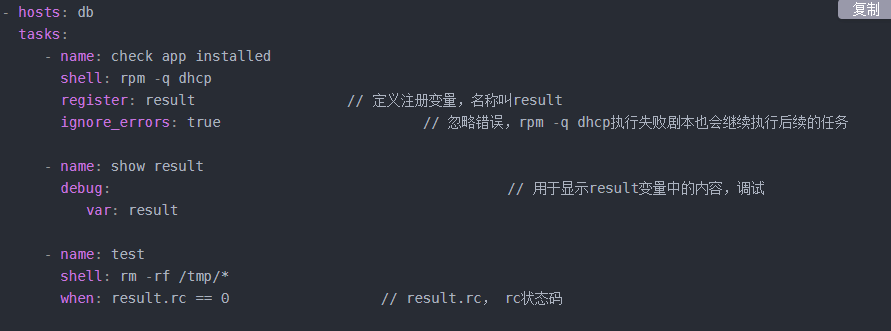 复制
- hosts: db
  tasks:
     - name: check app installed
       shell: rpm -q dhcp
       register: result                  // 定义注册变量，名称叫result
       ignore_errors: true                        // 忽略错误，rpm -q dhcp执行失败剧本也会继续执行后续的任务

     - name: show result
       debug:                                               // 用于显示result变量中的内容，调试
          var: result

     - name: test
       shell: rm -rf /tmp/*
       when: result.rc == 0                  // result.rc， rc状态码